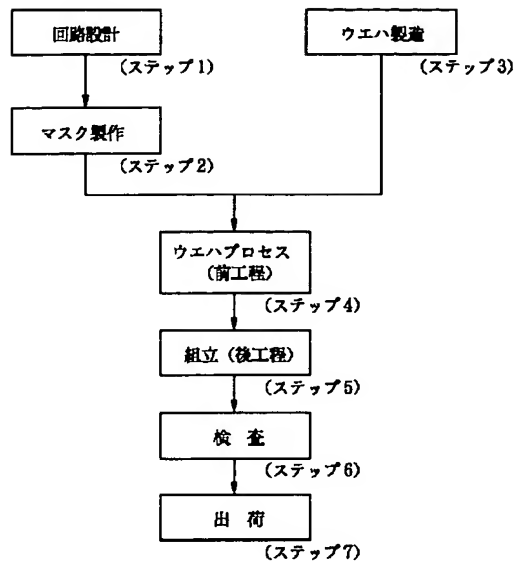 回路設計
(ステップ1)
ウエハ製造
(ステップ3)
マスク製作
(ステップ2)
ウエハプロセス
(前工程)
(ステップ4)
組立(後工程)
(ステップ5)
検 査
(ステップ6)
出 荷
(ステップ7)